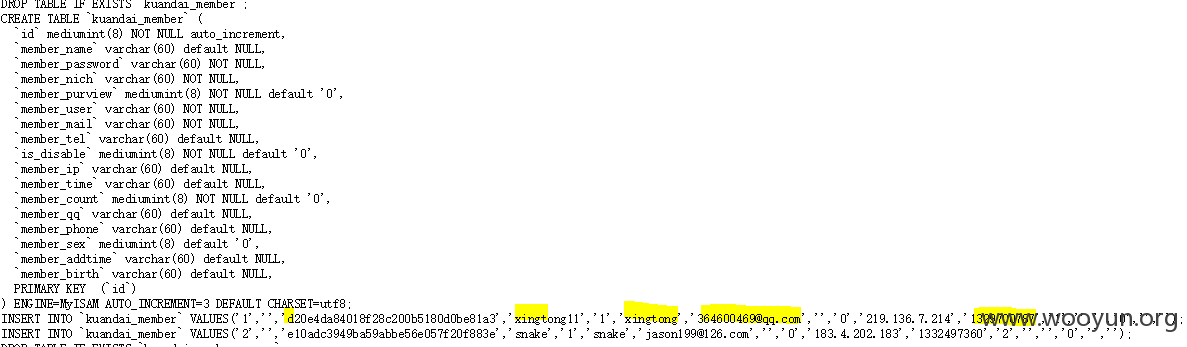 DROP TABLE IF EXISTS `kuandai_member`;
CREATE TABLE `kuandai_member` (
`id` mediumint(8) NOT NULL auto_increment,
`member_name` varchar(60) default NULL,
`member_password` varchar(60) NOT NULL,
`member_nich` varchar(60) NOT NULL,
`member_purview` mediumint(8) NOT NULL default '0',
`member_user` varchar(60) NOT NULL,
`member_mail` varchar(60) NOT NULL,
`member_tel` varchar(60) default NULL,
`is_disable` mediumint(8) NOT NULL default '0',
`member_ip` varchar(60) default NULL,
`member_time` varchar(60) default NULL,
`member_count` mediumint(8) NOT NULL default '0',
`member_qq` varchar(60) default NULL,
`member_phone` varchar(60) default NULL,
`member_sex` mediumint(8) default '0',
`member_addtime` varchar(60) default NULL,
`member_birth` varchar(60) default NULL,
PRIMARY KEY (`id`)
) ENGINE=MyISAM AUTO_INCREMENT=3 DEFAULT CHARSET=utf8;
INSERT INTO `kuandai_member` VALUES('1','','d20e4da84018f28c200b5180d0be81a3','xingtong11','1','xingtong','364600469@qq.com','','0','219.136.7.214','
INSERT INTO `kuandai_member` VALUES('2','','e10adc3949ba59abbe56e057f20f883e','snake','1','snake','jason199@126.com','','0','183.4.202.183','1332497360','2','','','0','','');
www.wooyun.org